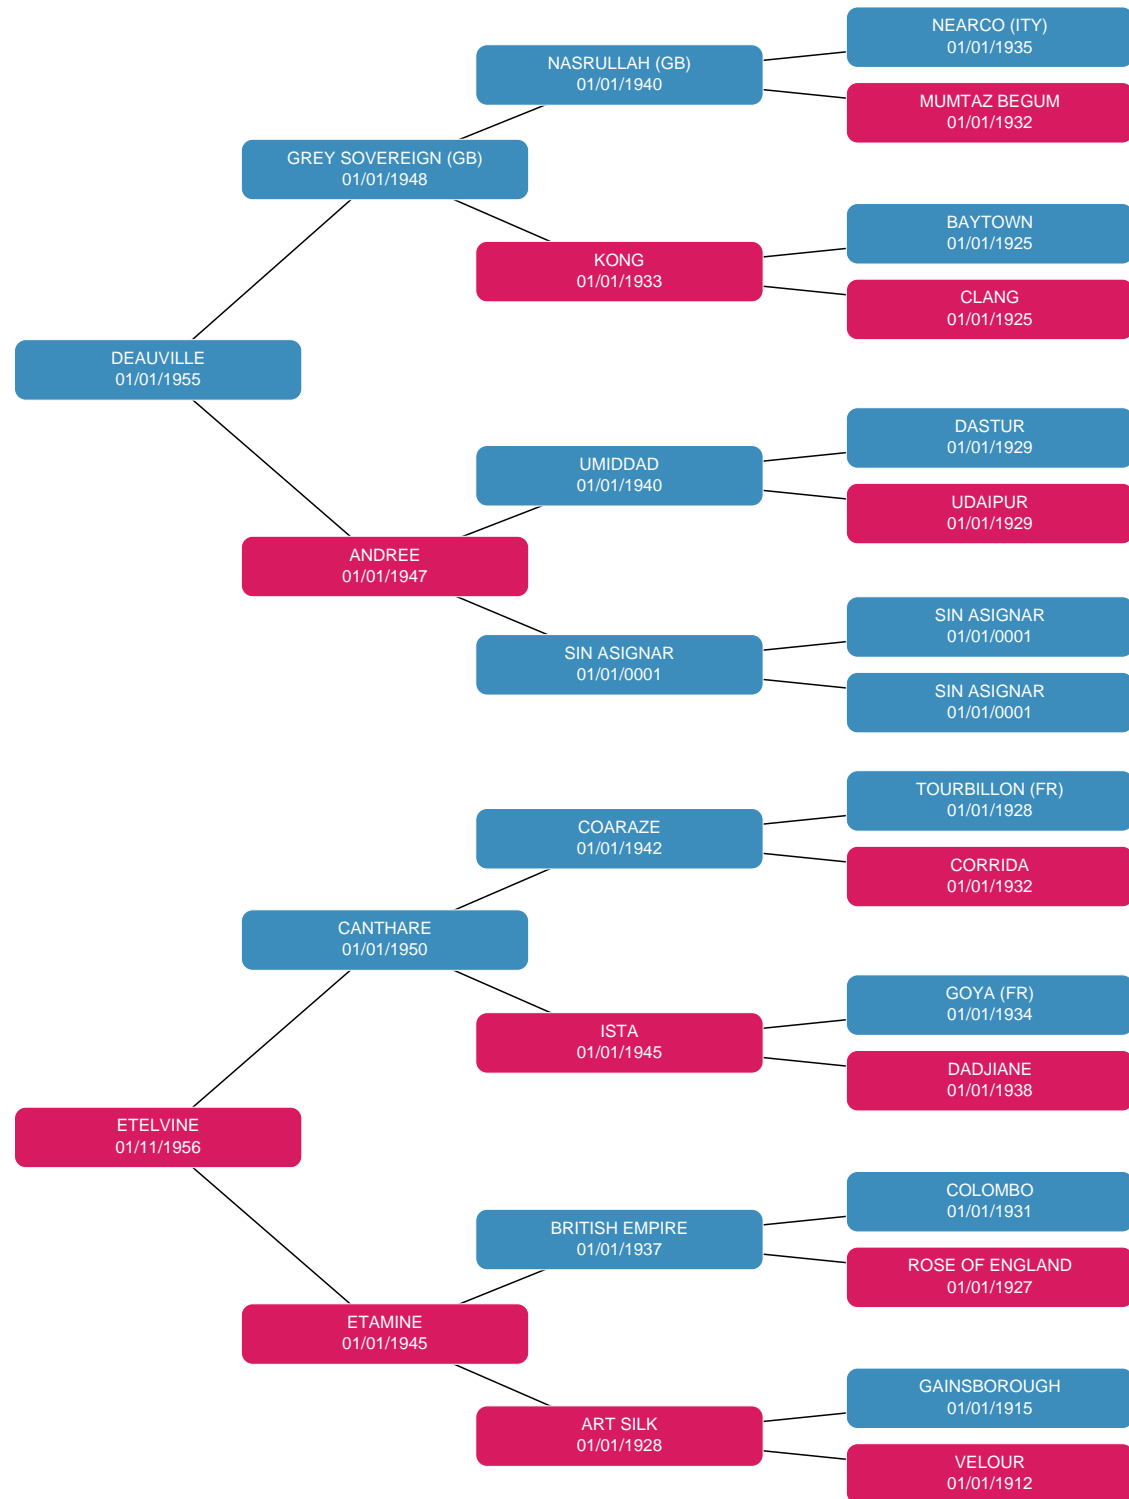 NEARCO (ITY)
01/01/1935
NASRULLAH (GB)
01/01/1940
MUMTAZ BEGUM
01/01/1932
GREY SOVEREIGN (GB)
01/01/1948
BAYTOWN
01/01/1925
KONG
01/01/1933
CLANG
01/01/1925
DEAUVILLE
01/01/1955
DASTUR
01/01/1929
UMIDDAD
01/01/1940
UDAIPUR
01/01/1929
ANDREE
01/01/1947
SIN ASIGNAR
01/01/0001
SIN ASIGNAR
01/01/0001
SIN ASIGNAR
01/01/0001
TOURBILLON (FR)
01/01/1928
COARAZE
01/01/1942
CORRIDA
01/01/1932
CANTHARE
01/01/1950
GOYA (FR)
01/01/1934
ISTA
01/01/1945
DADJIANE
01/01/1938
ETELVINE
01/11/1956
COLOMBO
01/01/1931
BRITISH EMPIRE
01/01/1937
ROSE OF ENGLAND
01/01/1927
ETAMINE
01/01/1945
GAINSBOROUGH
01/01/1915
ART SILK
01/01/1928
VELOUR
01/01/1912